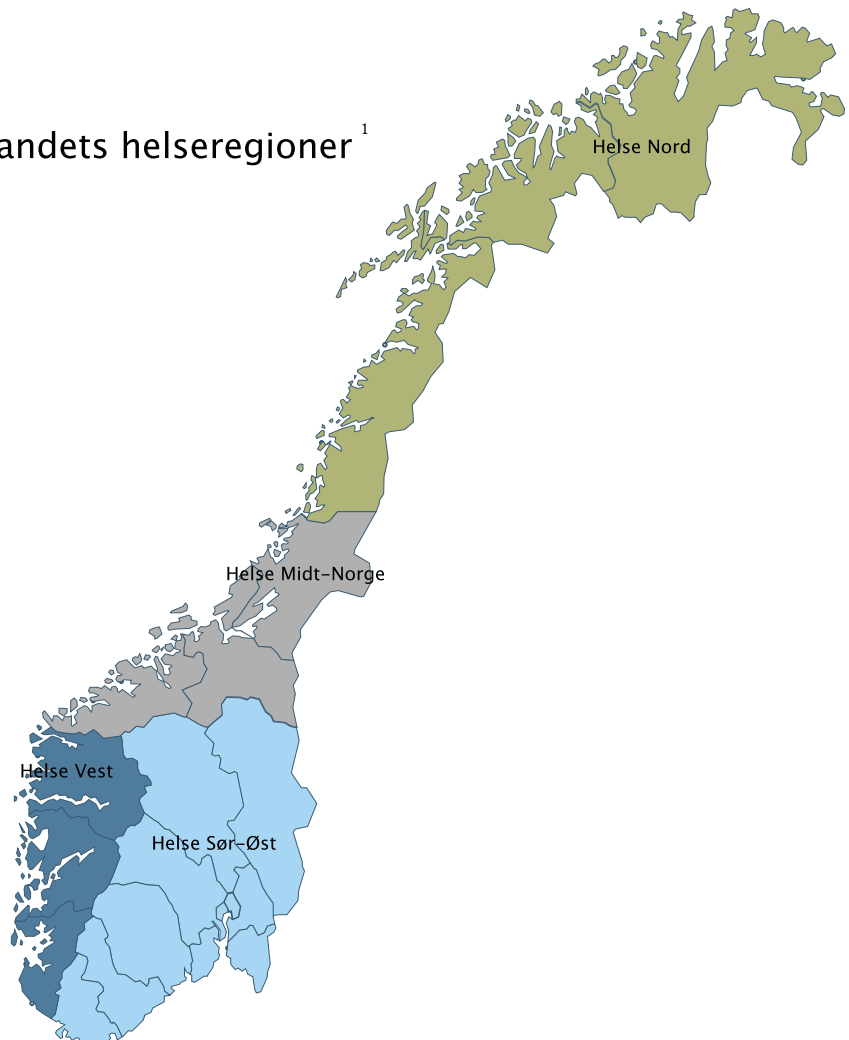 andets helseregioner 1
Helse Nord
Helse Midt-Norge
Helse Vest
Helse Sør-Øst